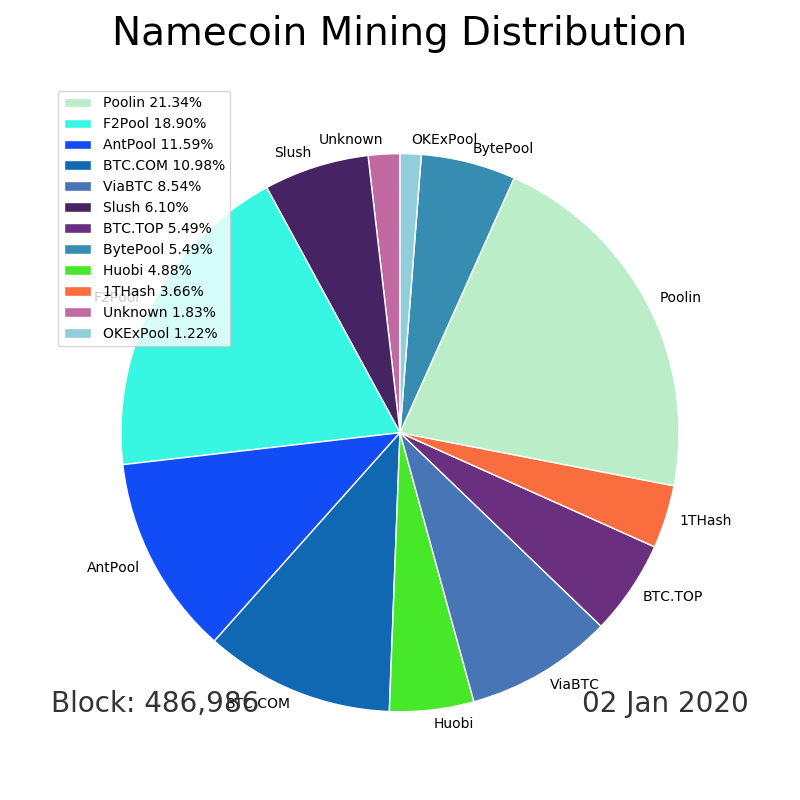 Namecoin Mining Distribution
Poolin 21.34%
F2Pool 18.90%
AntPool 11.59%
BTC.COM 10.98%
ViaBTC 8.54%
Slush 6.10%
BTC.TOP 5.49%
BytePool 5.49%
Huobi 4.88%
1THash 3.66%
Unknown 1.83%
OKExPool 1.22%
Unknown
OKExPool
Slush
BytePool
F2Pool
Poolin
1THash
AntPool
BTC.TOP
ViaBTC
BTC.COM
Huobi
Block: 486,986
02 Jan 2020